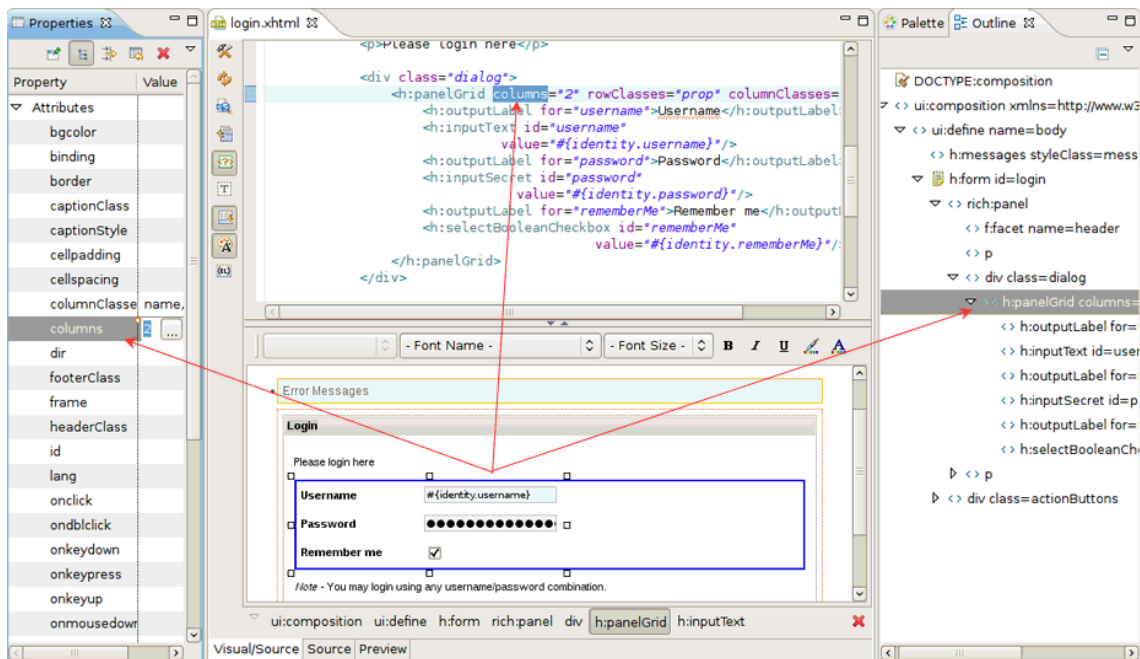 Properties
Property Value
Attributes
bgcolor
binding
border
captionClass
captionStyle
cellpadding
cellspacing
columnClasse name,
columns 2 ...
dir
footerClass
frame
headerClass
id
lang
onclick
ondblclick
onkeydown
onkeypress
onkeyup
onmousedown
login.xhtml
<p>Please login here</p>
<div class="dialog">
<h:panelGrid columns="2" rowClasses="prop" columnClasses=
<h:outputLabel for="username">Username</h:outputLabel>
<h:inputText id="username"
value="#{identity.username}"/>
<h:outputLabel for="password">Password</h:outputLabel>
<h:inputSecret id="password"
value="#{identity.password}"/>
<h:outputLabel for="rememberMe">Remember me</h:outputl
<h:selectBooleanCheckbox id="rememberMe"
value="#{identity.rememberMe}"/
</h:panelGrid>
</div>
- Font Name - - Font Size - B I U A
Error Messages
Login
Please login here
Username #{identity.username}
Password
Remember me
Note - You may login using any username/password combination.
ui:composition ui:define h:form rich:panel div h:panelGrid h:inputText
Visual/Source Source Preview
Palette Outline
DOCTYPE:composition
ui:composition xmlns=http://www.w3
ui:define name=body
h:messages styleClass=mess
h:form id=login
rich:panel
f:facet name=header
p
div class=dialog
h:panelGrid columns=
h:outputLabel for=
h:inputText id=user
h:outputLabel for=
h:inputSecret id=p
h:outputLabel for=
h:selectBooleanCh
p
div class=actionButtons